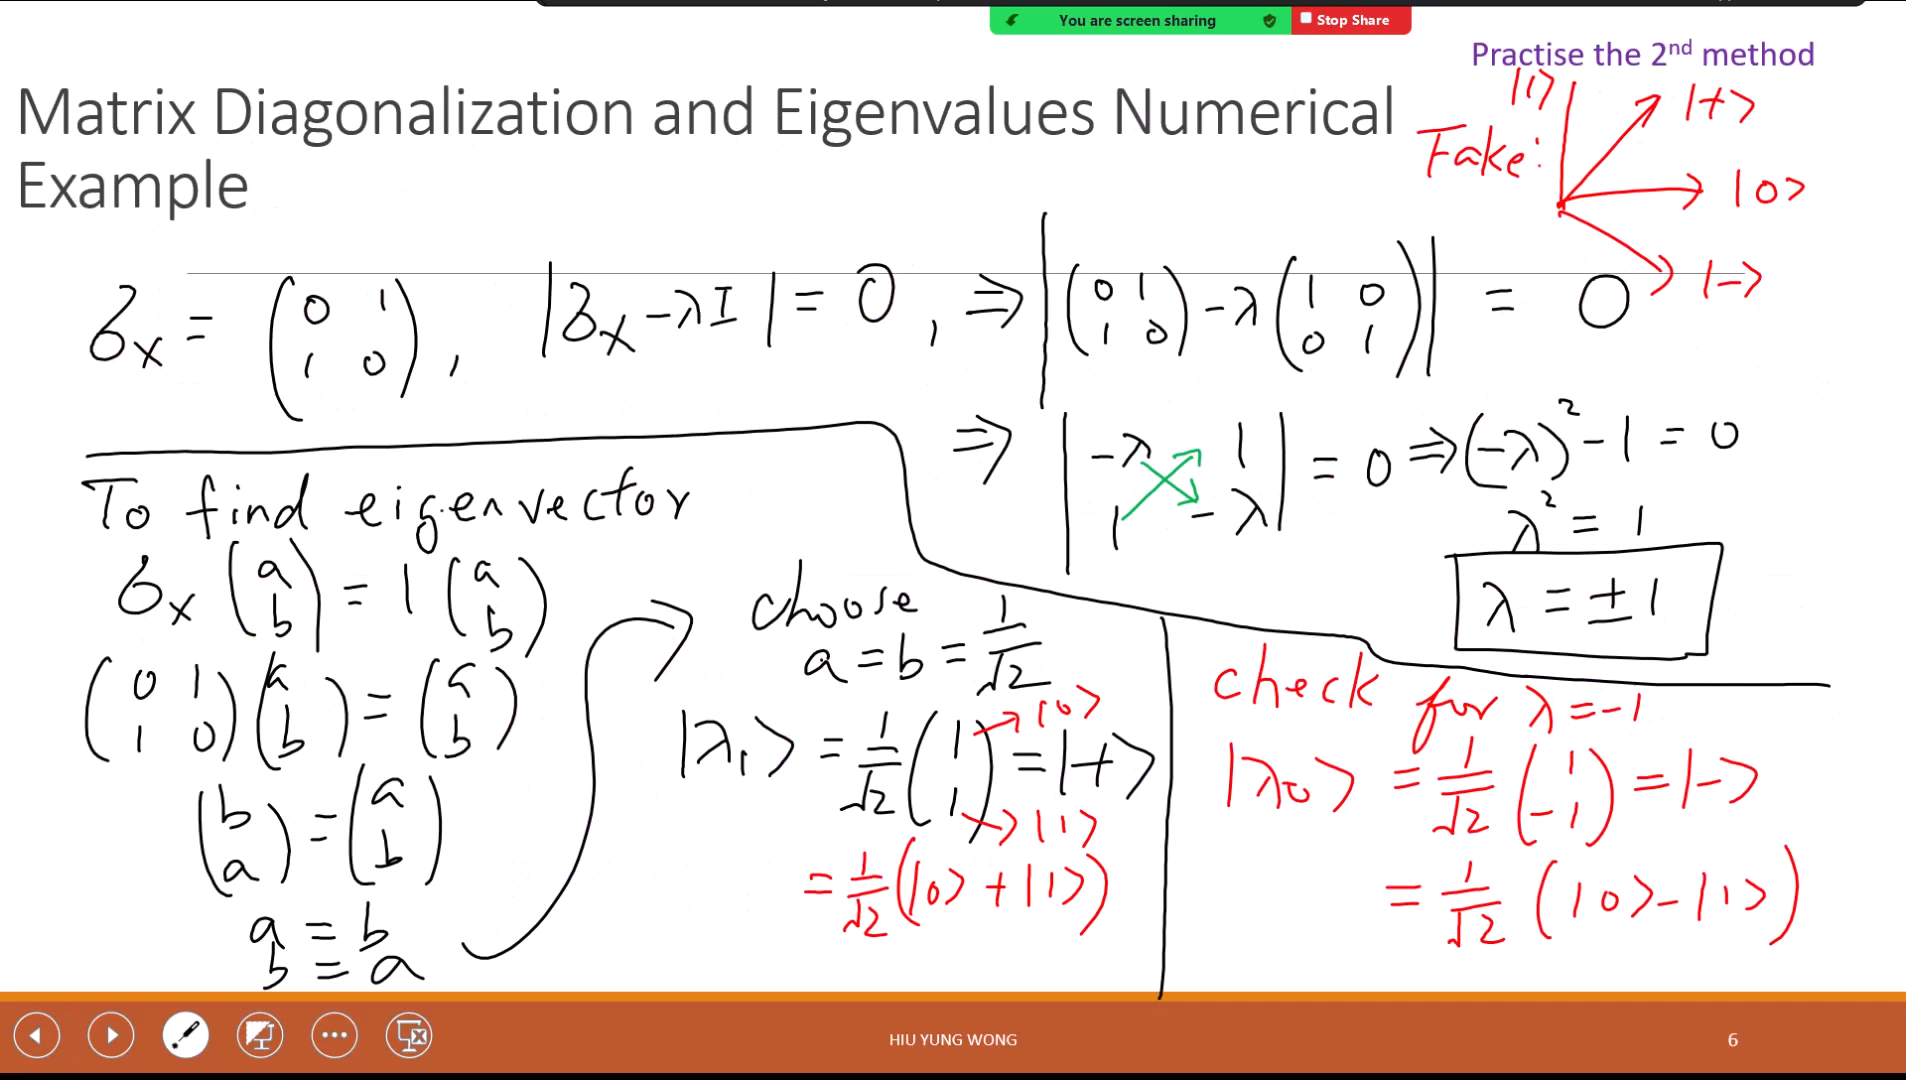 You are screen sharing
Stop Share
Practise the 2nd method
Matrix Diagonalization and Eigenvalues Numerical
Example
Fake: |1> |+> |0> |->
σx = (0 1; 1 0), |σx - λI| = 0, ⇒ |(0 1; 1 0) - λ(1 0; 0 1)| = 0
⇒ |-λ 1; 1 -λ| = 0 ⇒ (-λ)² - 1 = 0
λ² = 1
λ = ±1
To find eigenvector
σx (a; b) = 1 (a; b)
(0 1; 1 0)(a; b) = (a; b)
(b; a) = (a; b)
a = b
b = a
choose
a = b = 1/√2
|λ1> = 1/√2 (1; 1) = |+>
→ |0>
→ |1>
= 1/√2 (|0> + |1>)
check for λ = -1
|λ0> = 1/√2 (1; -1) = |->
= 1/√2 (|0> - |1>)
HIU YUNG WONG
6